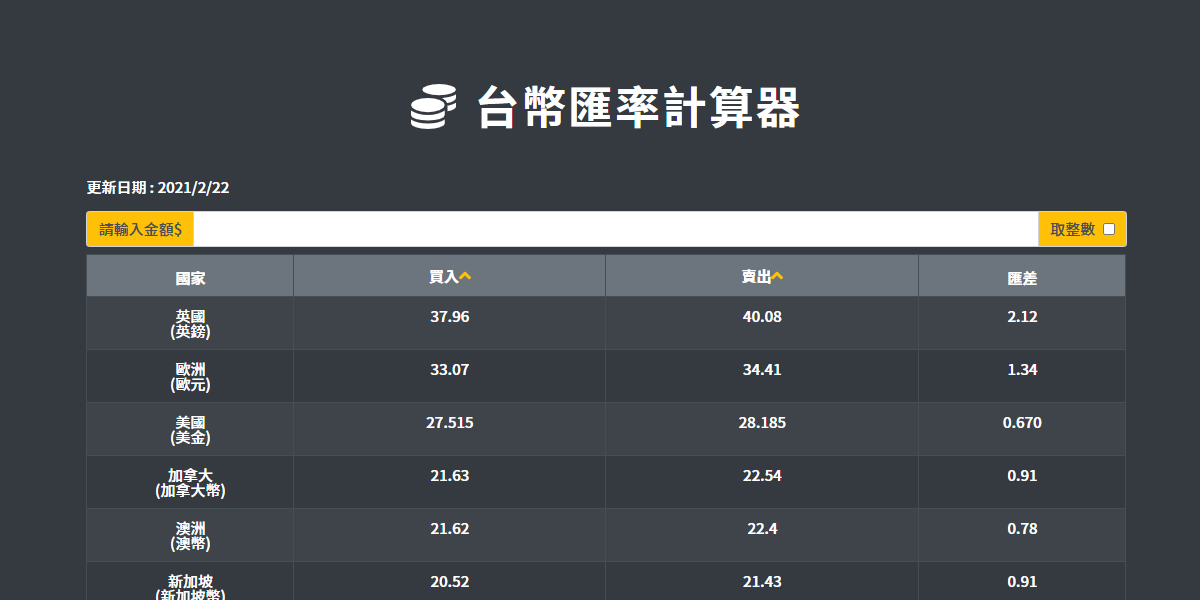 台幣匯率計算器
更新日期 : 2021/2/22
請輸入金額$ 取整數
國家 買入 賣出 匯差
英國 37.96 40.08 2.12
(英鎊)
歐洲 33.07 34.41 1.34
(歐元)
美國 27.515 28.185 0.670
(美金)
加拿大 21.63 22.54 0.91
(加拿大幣)
澳洲 21.62 22.4 0.78
(澳幣)
新加坡 20.52 21.43 0.91
(新加坡幣)